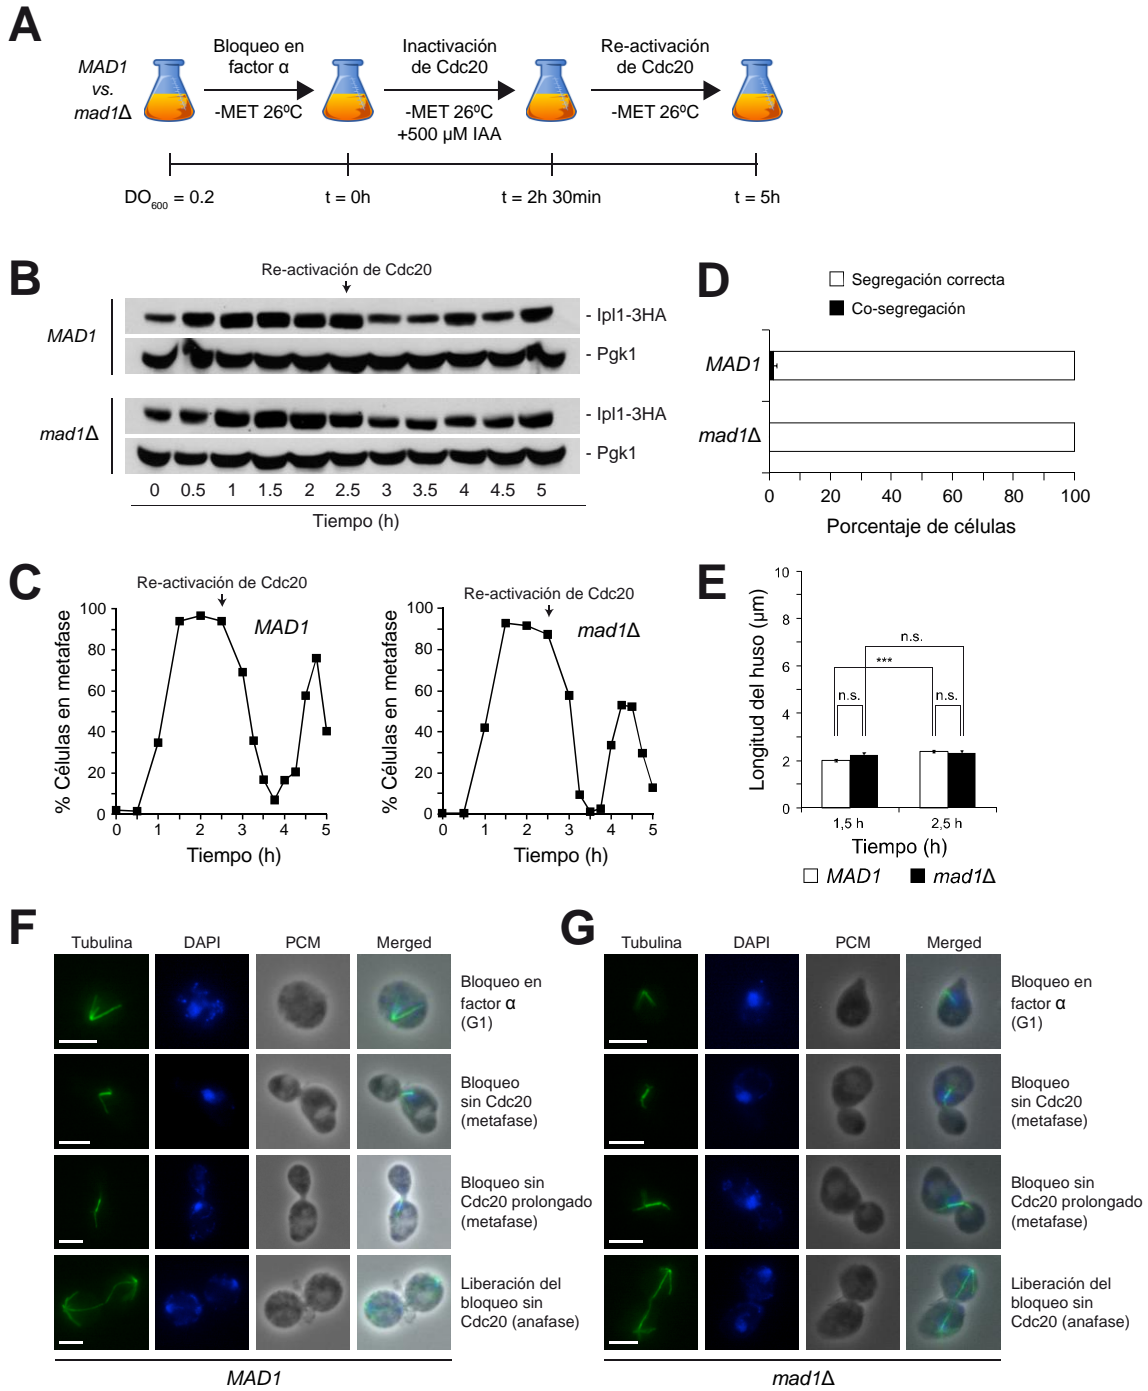 A
MAD1
vs.
mad1Δ
Bloqueo en
factor α
-MET 26ºC
Inactivación
de Cdc20
-MET 26ºC
+500 µM IAA
Re-activación
de Cdc20
-MET 26ºC
DO600 = 0.2
t = 0h
t = 2h 30min
t = 5h
B
Re-activación de Cdc20
MAD1
- Ipl1-3HA
- Pgk1
mad1Δ
- Ipl1-3HA
- Pgk1
0 0.5 1 1.5 2 2.5 3 3.5 4 4.5 5
Tiempo (h)
D
Segregación correcta
Co-segregación
MAD1
mad1Δ
0 20 40 60 80 100
Porcentaje de células
C
Re-activación de Cdc20
MAD1
% Células en metafase
100
80
60
40
20
0
0 1 2 3 4 5
Tiempo (h)
Re-activación de Cdc20
mad1Δ
% Células en metafase
100
80
60
40
20
0
0 1 2 3 4 5
Tiempo (h)
E
Longitud del huso (µm)
10
8
6
4
2
0
n.s.
***
n.s.
n.s.
1,5 h 2,5 h
Tiempo (h)
MAD1 mad1Δ
F
Tubulina DAPI PCM Merged
Bloqueo en
factor α
(G1)
Bloqueo
sin Cdc20
(metafase)
Bloqueo sin
Cdc20 prolongado
(metafase)
Liberación del
bloqueo sin
Cdc20 (anafase)
MAD1
G
Tubulina DAPI PCM Merged
Bloqueo en
factor α
(G1)
Bloqueo
sin Cdc20
(metafase)
Bloqueo sin
Cdc20 prolongado
(metafase)
Liberación del
bloqueo sin
Cdc20 (anafase)
mad1Δ